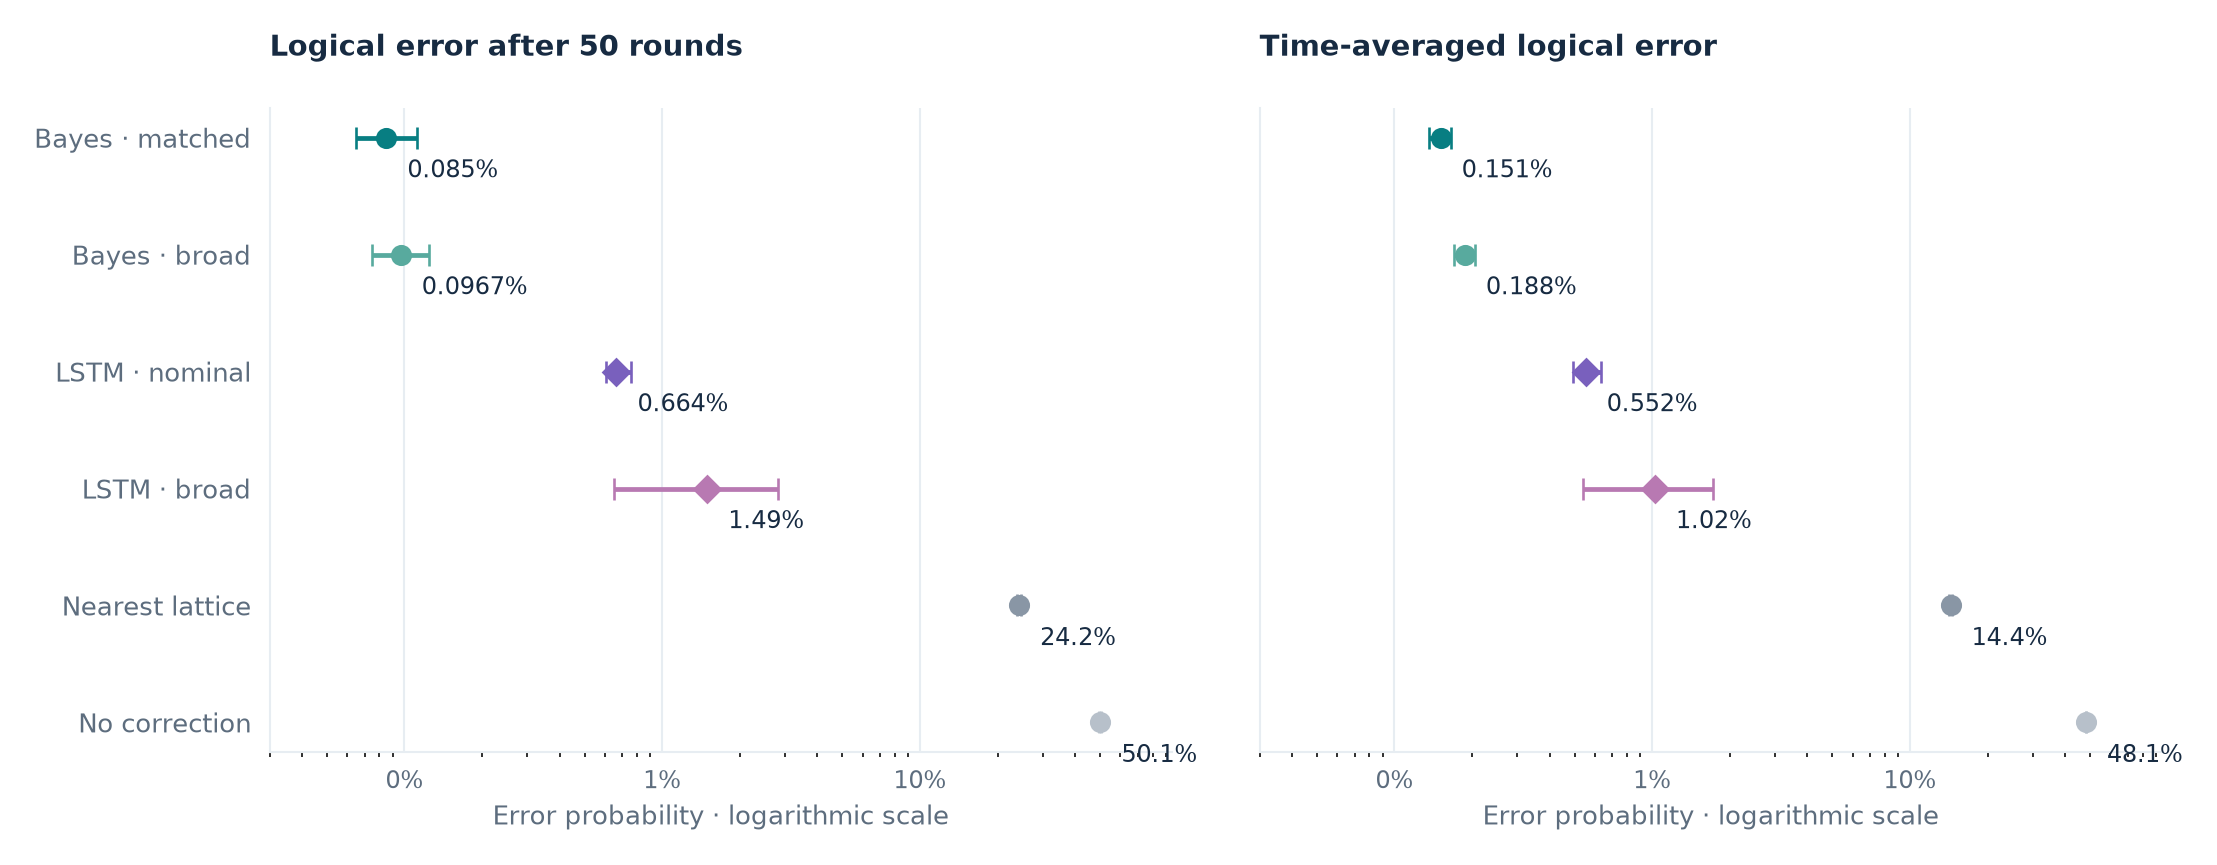 Logical error after 50 rounds
Bayes · matched
0.085%
Bayes · broad
0.0967%
LSTM · nominal
0.664%
LSTM · broad
1.49%
Nearest lattice
24.2%
No correction
50.1%
0% 1% 10%
Error probability · logarithmic scale
Time-averaged logical error
0.151%
0.188%
0.552%
1.02%
14.4%
48.1%
0% 1% 10%
Error probability · logarithmic scale